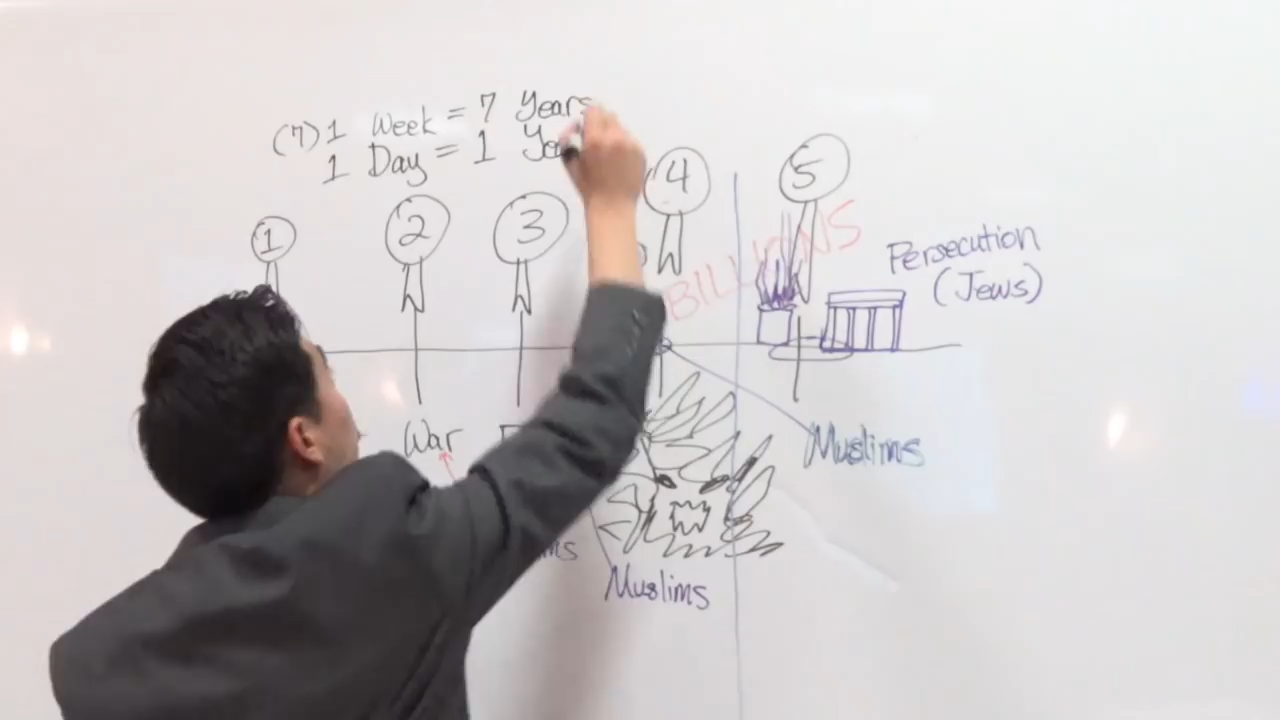 (7) 1 Week = 7 Years
1 Day = 1
1
2
3
4
5
BILLIONS
Persecution
(Jews)
War
Muslims
Muslims